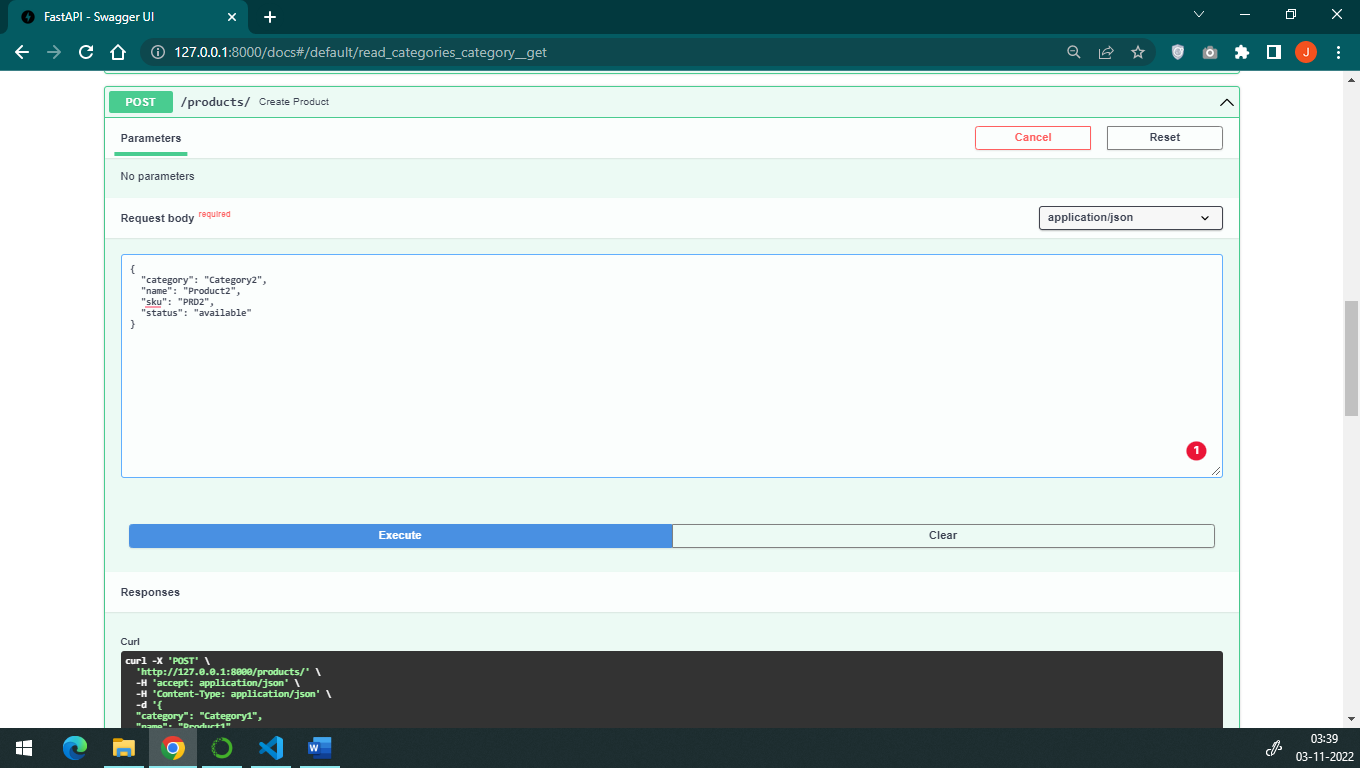 FastAPI - Swagger UI
127.0.0.1:8000/docs#/default/read_categories_category__get
J
POST /products/ Create Product
Parameters
Cancel
Reset
No parameters
Request body required
application/json
{
"category": "Category2",
"name": "Product2",
"sku": "PRD2",
"status": "available"
}
1
Execute
Clear
Responses
Curl
curl -X 'POST' \
'http://127.0.0.1:8000/products/' \
-H 'accept: application/json' \
-H 'Content-Type: application/json' \
-d '{
"category": "Category1",
"name": "Product1"
W
03:39
03-11-2022